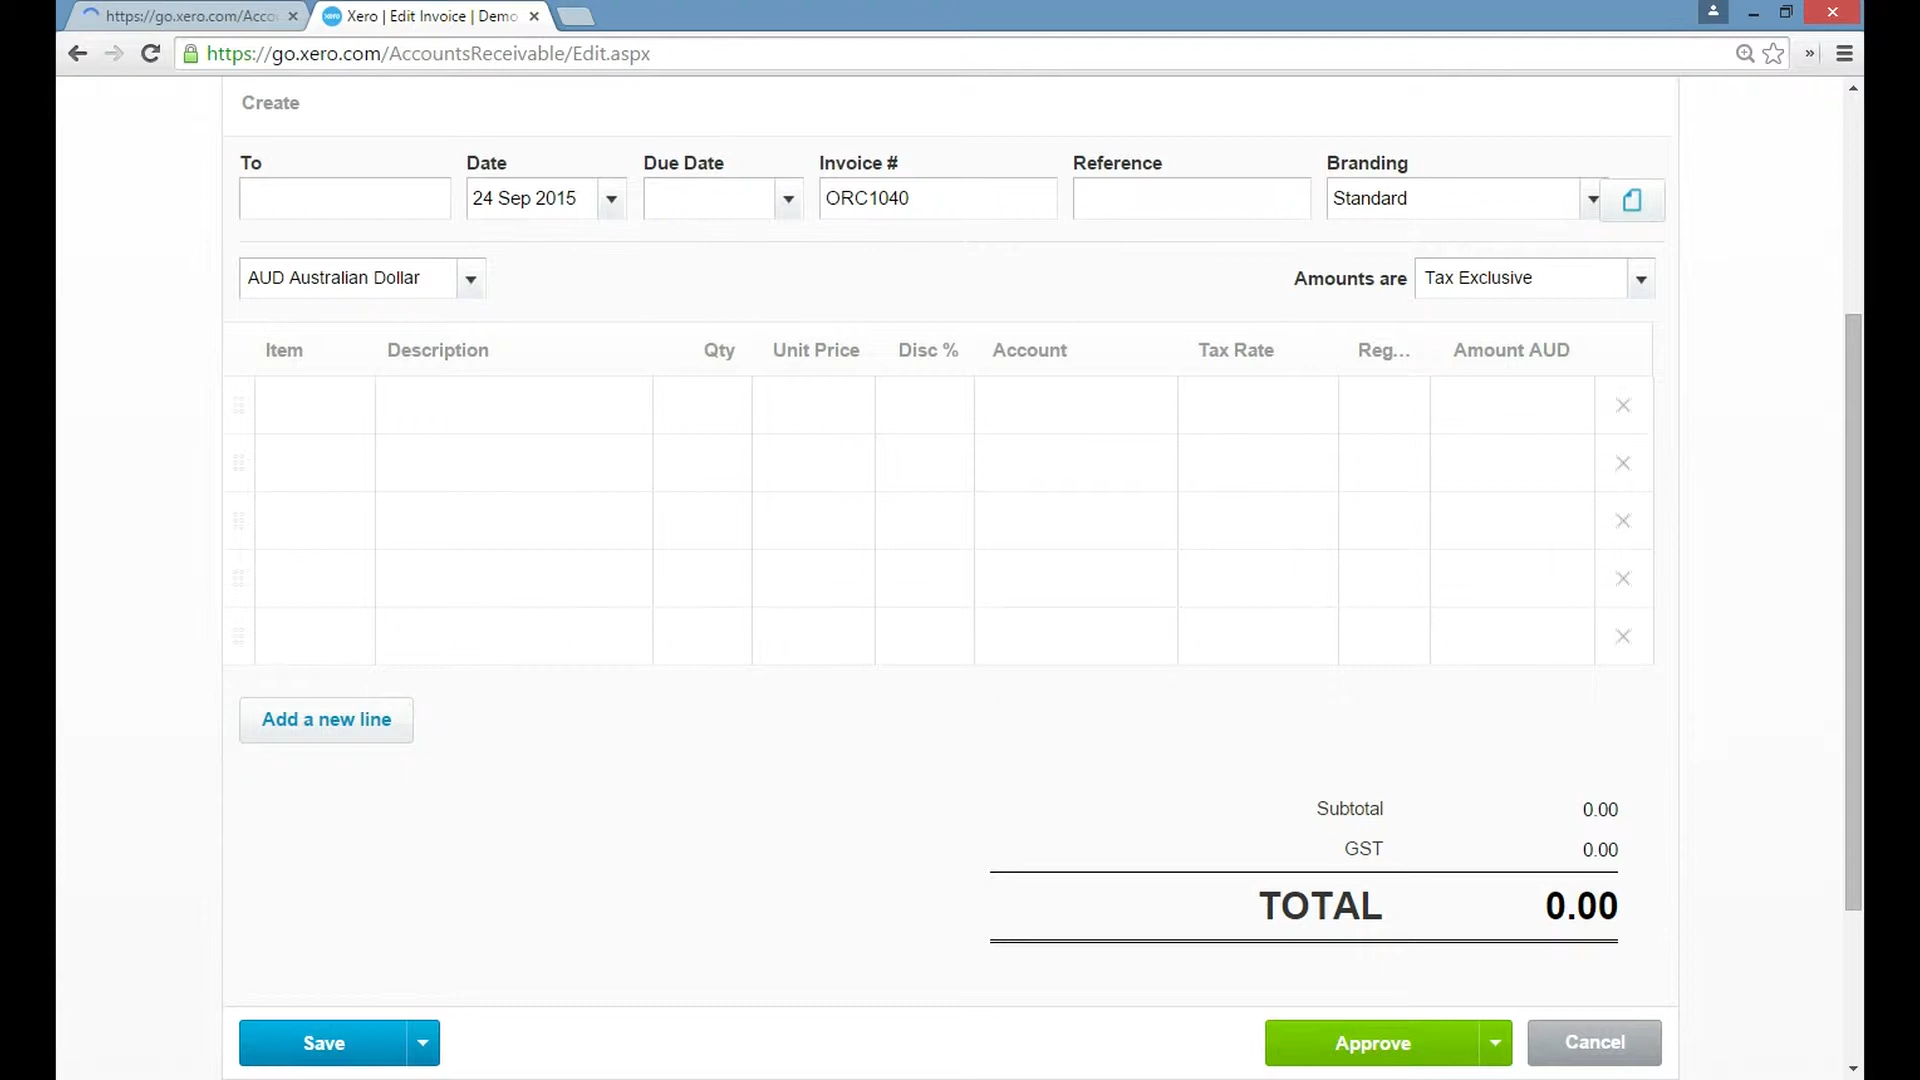 https://go.xero.com/Accou
Xero | Edit Invoice | Demo
https://go.xero.com/AccountsReceivable/Edit.aspx
Create
To Date Due Date Invoice # Reference Branding
24 Sep 2015 ORC1040 Standard
AUD Australian Dollar Amounts are Tax Exclusive
Item Description Qty Unit Price Disc % Account Tax Rate Reg... Amount AUD
Add a new line
Subtotal 0.00
GST 0.00
TOTAL 0.00
Save Approve Cancel